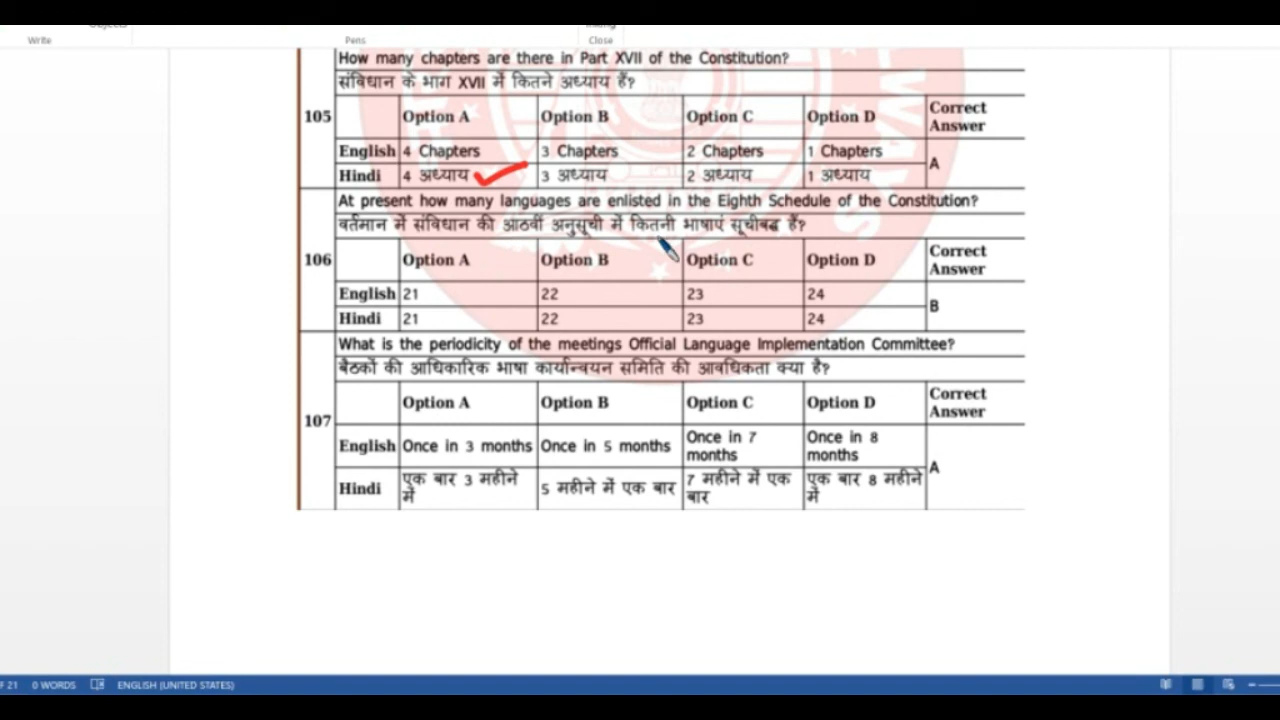 Write
Pens
Close
How many chapters are there in Part XVII of the Constitution?
संविधान के भाग XVII में कितने अध्याय हैं?
105
Option A Option B Option C Option D Correct Answer
English 4 Chapters 3 Chapters 2 Chapters 1 Chapters A
Hindi 4 अध्याय 3 अध्याय 2 अध्याय 1 अध्याय
At present how many languages are enlisted in the Eighth Schedule of the Constitution?
वर्तमान में संविधान की आठवीं अनुसूची में कितनी भाषाएं सूचीबद्ध हैं?
106
Option A Option B Option C Option D Correct Answer
English 21 22 23 24 B
Hindi 21 22 23 24
What is the periodicity of the meetings Official Language Implementation Committee?
बैठकों की आधिकारिक भाषा कार्यान्वयन समिति की आवधिकता क्या है?
107
Option A Option B Option C Option D Correct Answer
English Once in 3 months Once in 5 months Once in 7 months Once in 8 months A
Hindi एक बार 3 महीने में 5 महीने में एक बार 7 महीने में एक बार एक बार 8 महीने में
21 0 WORDS ENGLISH (UNITED STATES)